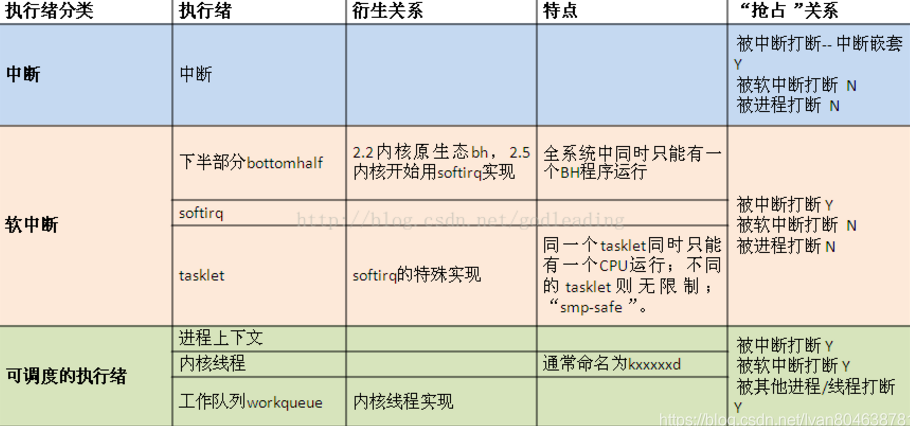 执行绪分类 执行绪 衍生关系 特点 “抢占 ”关系
中断 中断
被中断打断-- 中断嵌套
Y
被软中断打断 N
被进程打断 N
软中断
下半部分bottomhalf
2.2内核原生态bh，2.5
内核开始用softirq实现
全系统中同时只能有一
个BH程序运行
softirq
tasklet
softirq的特殊实现
同一个tasklet同时只能
有一个CPU运行；不同
的tasklet则无限制；
“smp-safe ”。
被中断打断 Y
被软中断打断 N
被进程打断 N
http://blog.csdn.net/godleading
可调度的执行绪
进程上下文
内核线程 通常命名为kxxxxxd
工作队列workqueue 内核线程实现
被中断打断 Y
被软中断打断 Y
被其他进程/线程打断
Y
https://blog.csdn.net/Ivan804638781